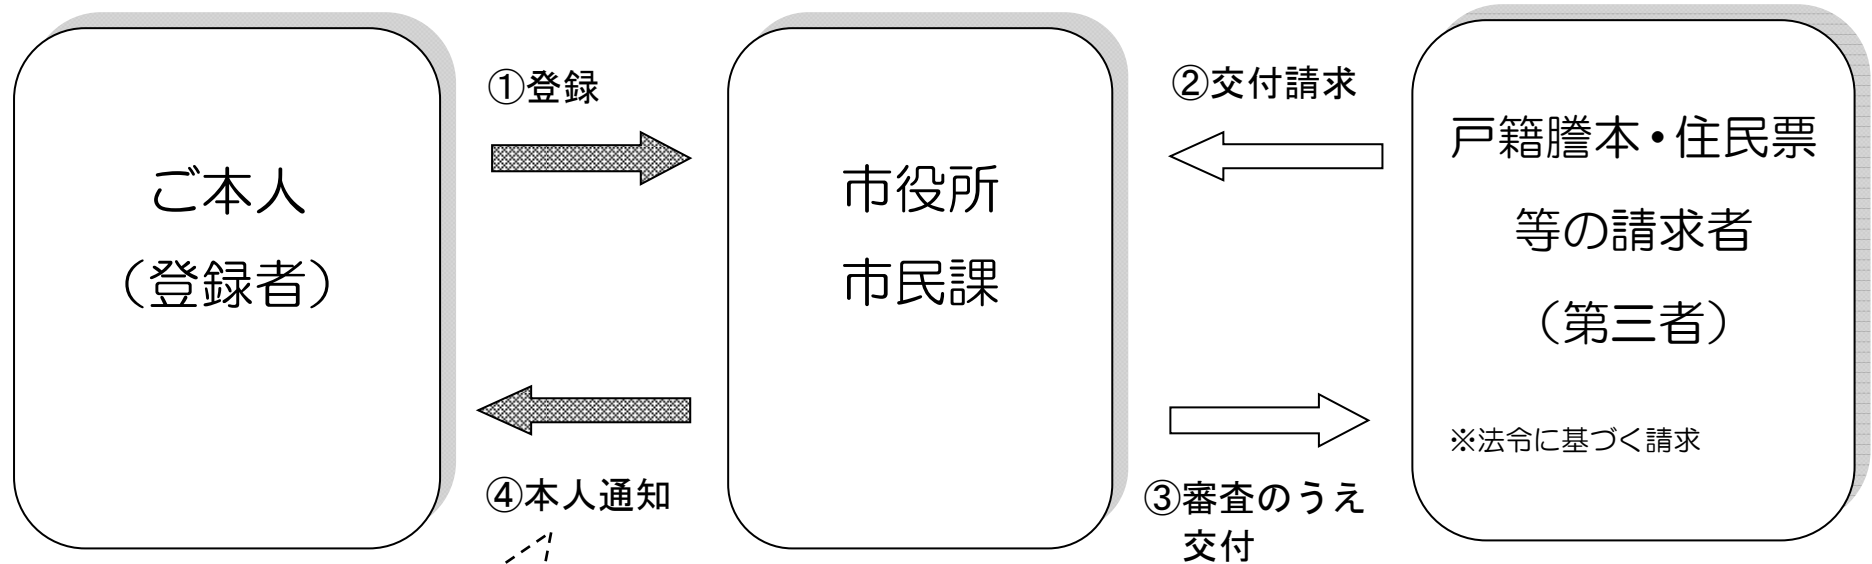 ご本人
（登録者）
①登録
④本人通知
市役所
市民課
②交付請求
③審査のうえ
交付
戸籍謄本・住民票
等の請求者
（第三者）
※法令に基づく請求